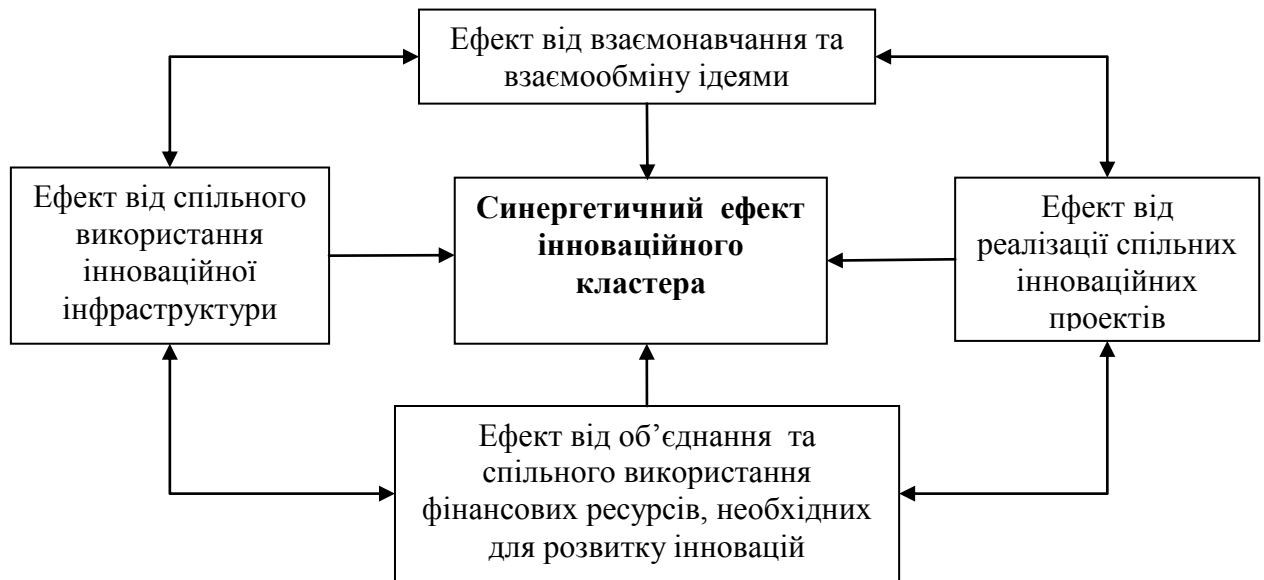 Ефект від взаємонавчання та
взаємообміну ідеями
Ефект від спільного
використання
інноваційної
інфраструктури
Синергетичний ефект
інноваційного
кластера
Ефект від
реалізації спільних
інноваційних
проектів
Ефект від об’єднання та
спільного використання
фінансових ресурсів, необхідних
для розвитку інновацій